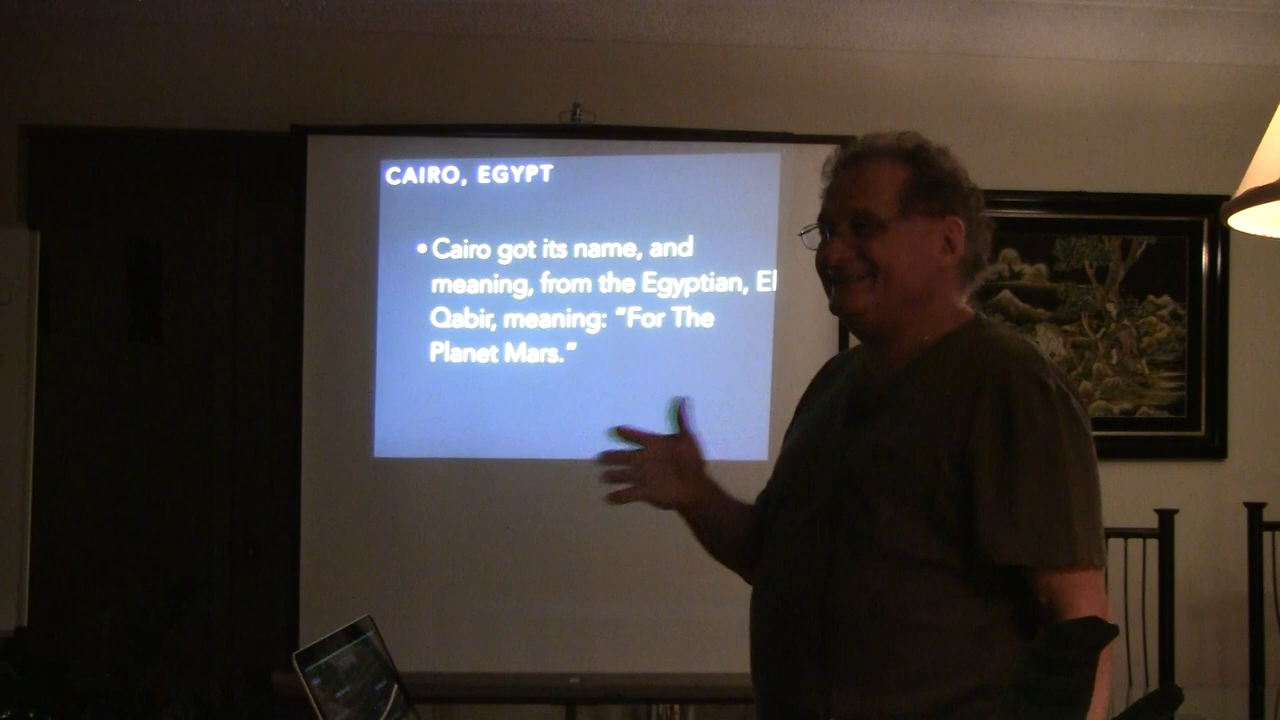 CAIRO, EGYPT
• Cairo got its name, and
meaning, from the Egyptian, El
Qabir, meaning: "For The
Planet Mars."